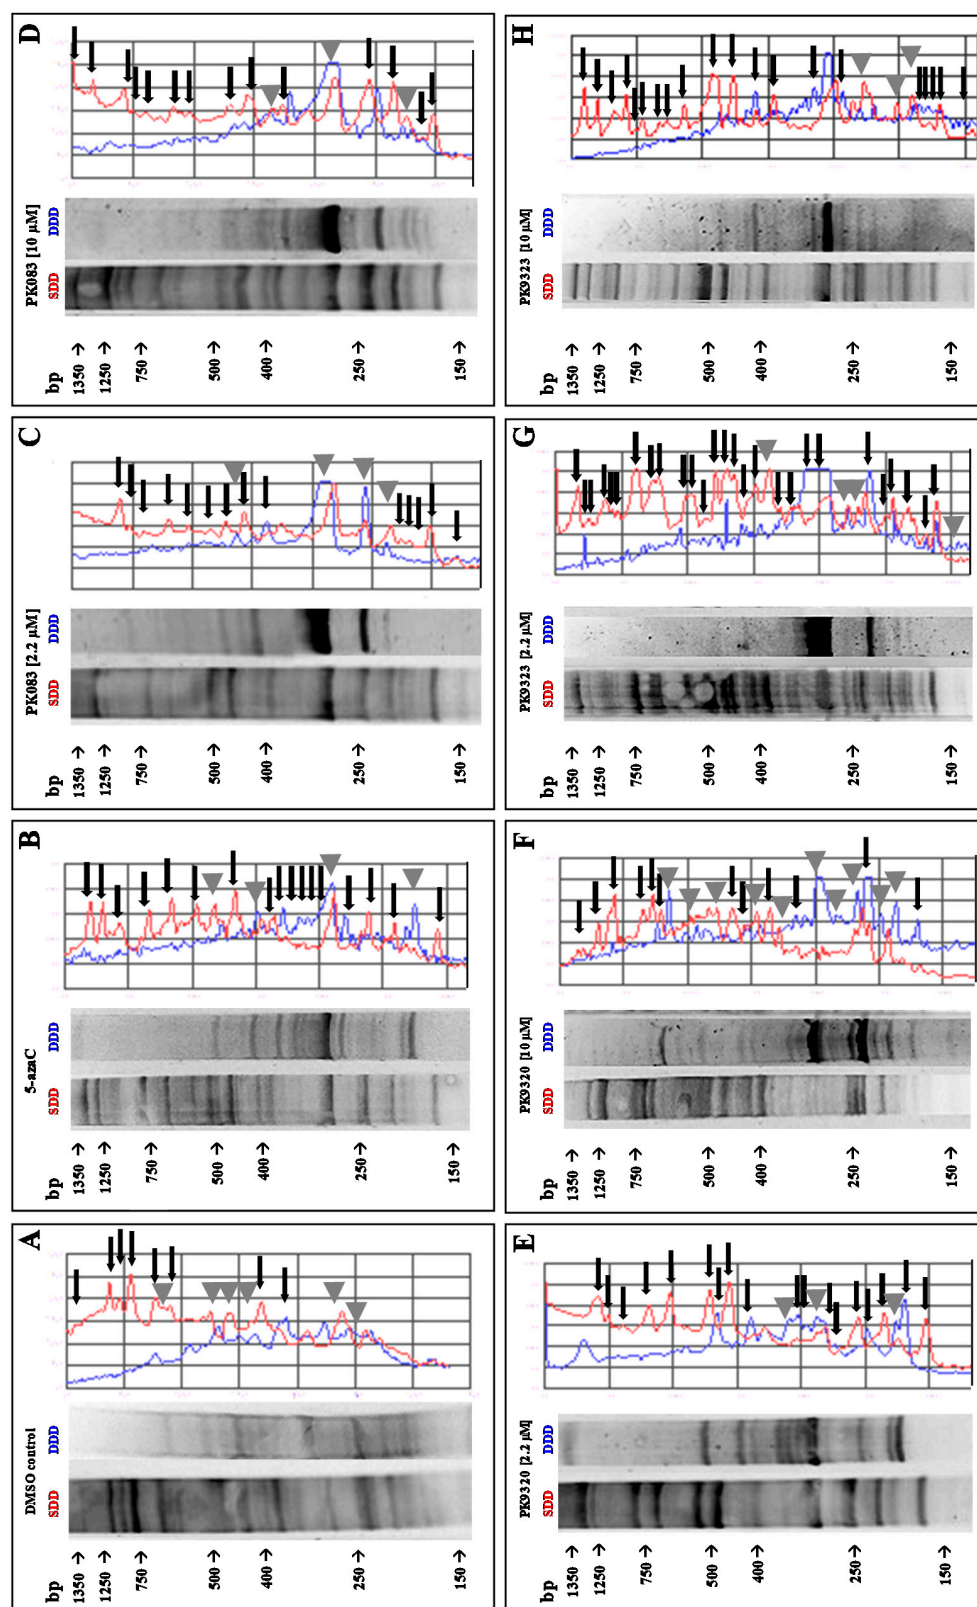 A
DMSO control
SDD DDD
bp
1350 →
1250 →
750 →
500 →
400 →
250 →
150 →
B
5-azaC
SDD DDD
bp
1350 →
1250 →
750 →
500 →
400 →
250 →
150 →
C
PK083 [2.2 µM]
SDD DDD
bp
1350 →
1250 →
750 →
500 →
400 →
250 →
150 →
D
PK083 [10 µM]
SDD DDD
bp
1350 →
1250 →
750 →
500 →
400 →
250 →
150 →
E
PK9320 [2.2 µM]
SDD DDD
bp
1350 →
1250 →
750 →
500 →
400 →
250 →
150 →
F
PK9320 [10 µM]
SDD DDD
bp
1350 →
1250 →
750 →
500 →
400 →
250 →
150 →
G
PK9323 [2.2 µM]
SDD DDD
bp
1350 →
1250 →
750 →
500 →
400 →
250 →
150 →
H
PK9323 [10 µM]
SDD DDD
bp
1350 →
1250 →
750 →
500 →
400 →
250 →
150 →